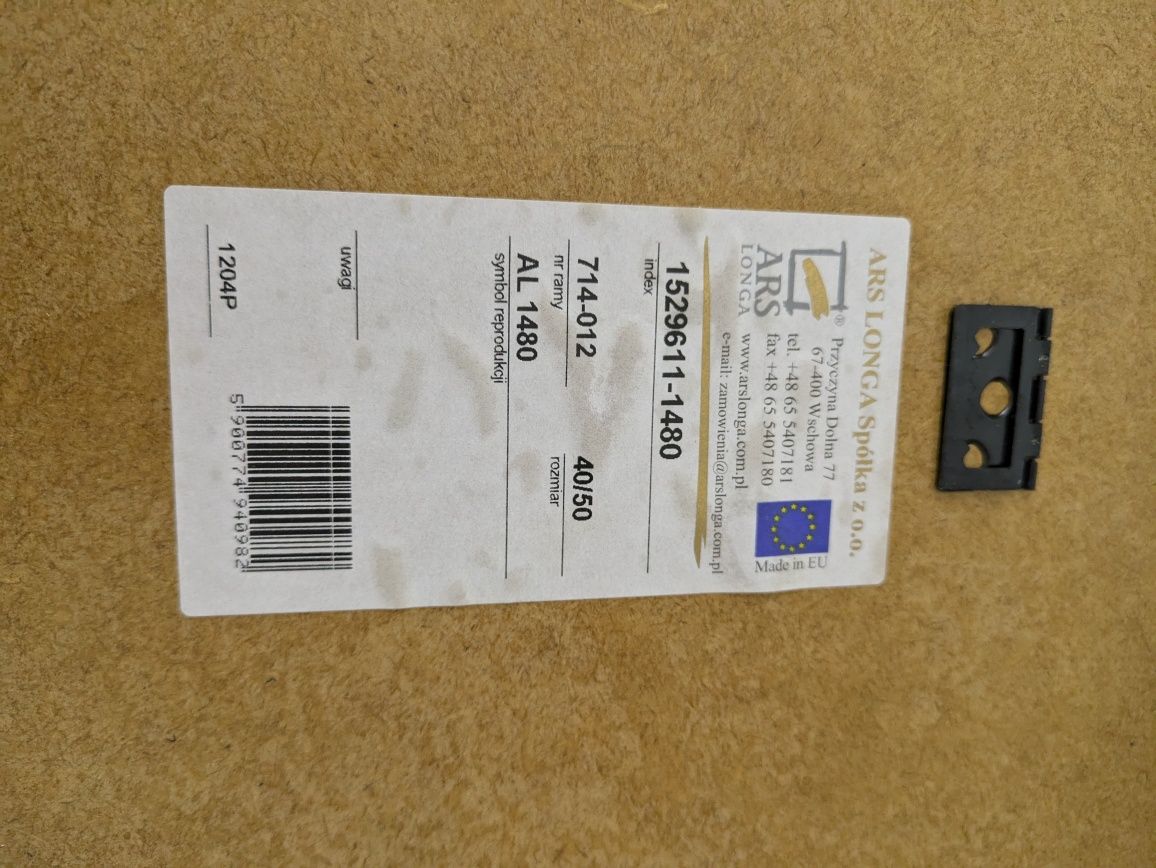 ARS LONGA Spółka z o.o.
®
ARS
LONGA
Przyczyna Dolna 77
67-400 Wschowa
tel. +48 65 5407181
fax +48 65 5407180
www.arslonga.com.pl
e-mail: zamowienia@arslonga.com.pl
Made in EU
1529611-1480
index
714-012
nr ramy
40/50
rozmiar
AL 1480
symbol reprodukcji
uwagi
5 900774 940982
1204P